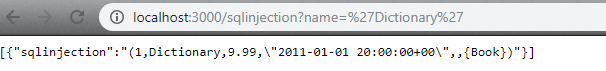 localhost:3000/sqlinjection?name=%27Dictionary%27
[{"sqlinjection":"(1,Dictionary,9.99,\"2011-01-01 20:00:00+00\",,{Book})"}]